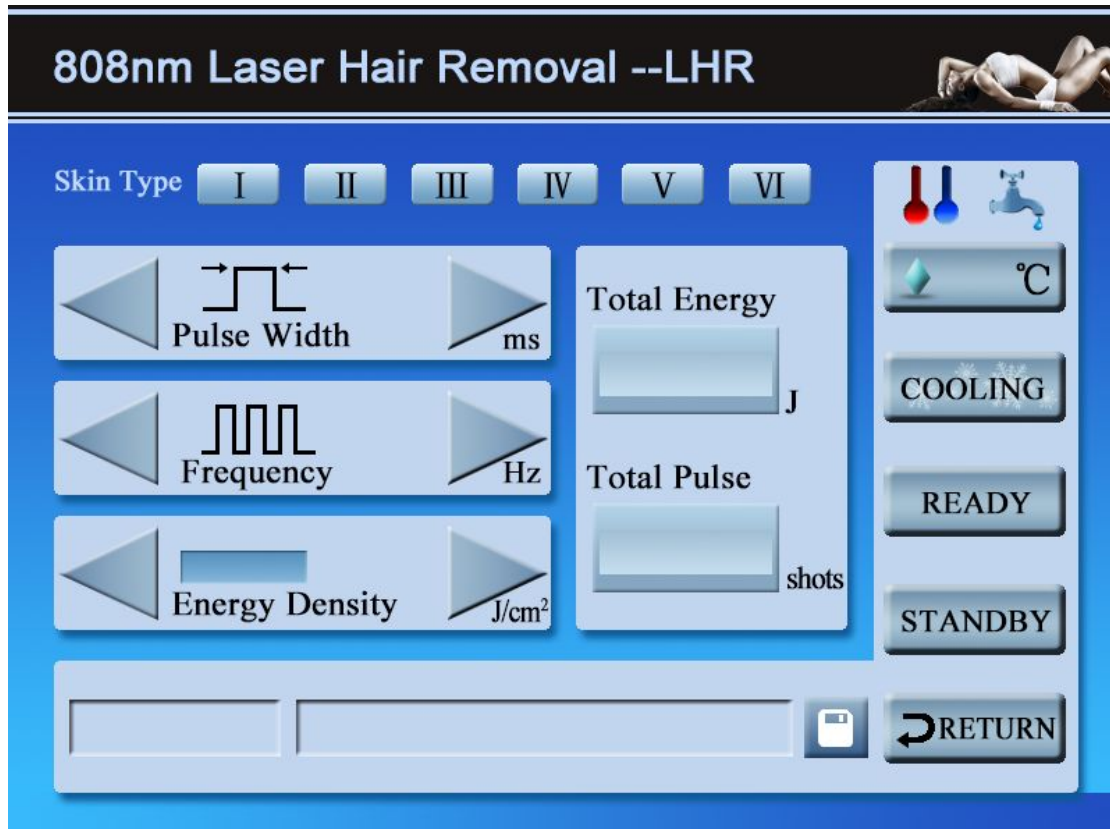 808nm Laser Hair Removal --LHR
Skin Type I II III IV V VI
Pulse Width
ms
Frequency
Hz
Energy Density
J/cm²
Total Energy
J
Total Pulse
shots
℃
COOLING
READY
STANDBY
RETURN